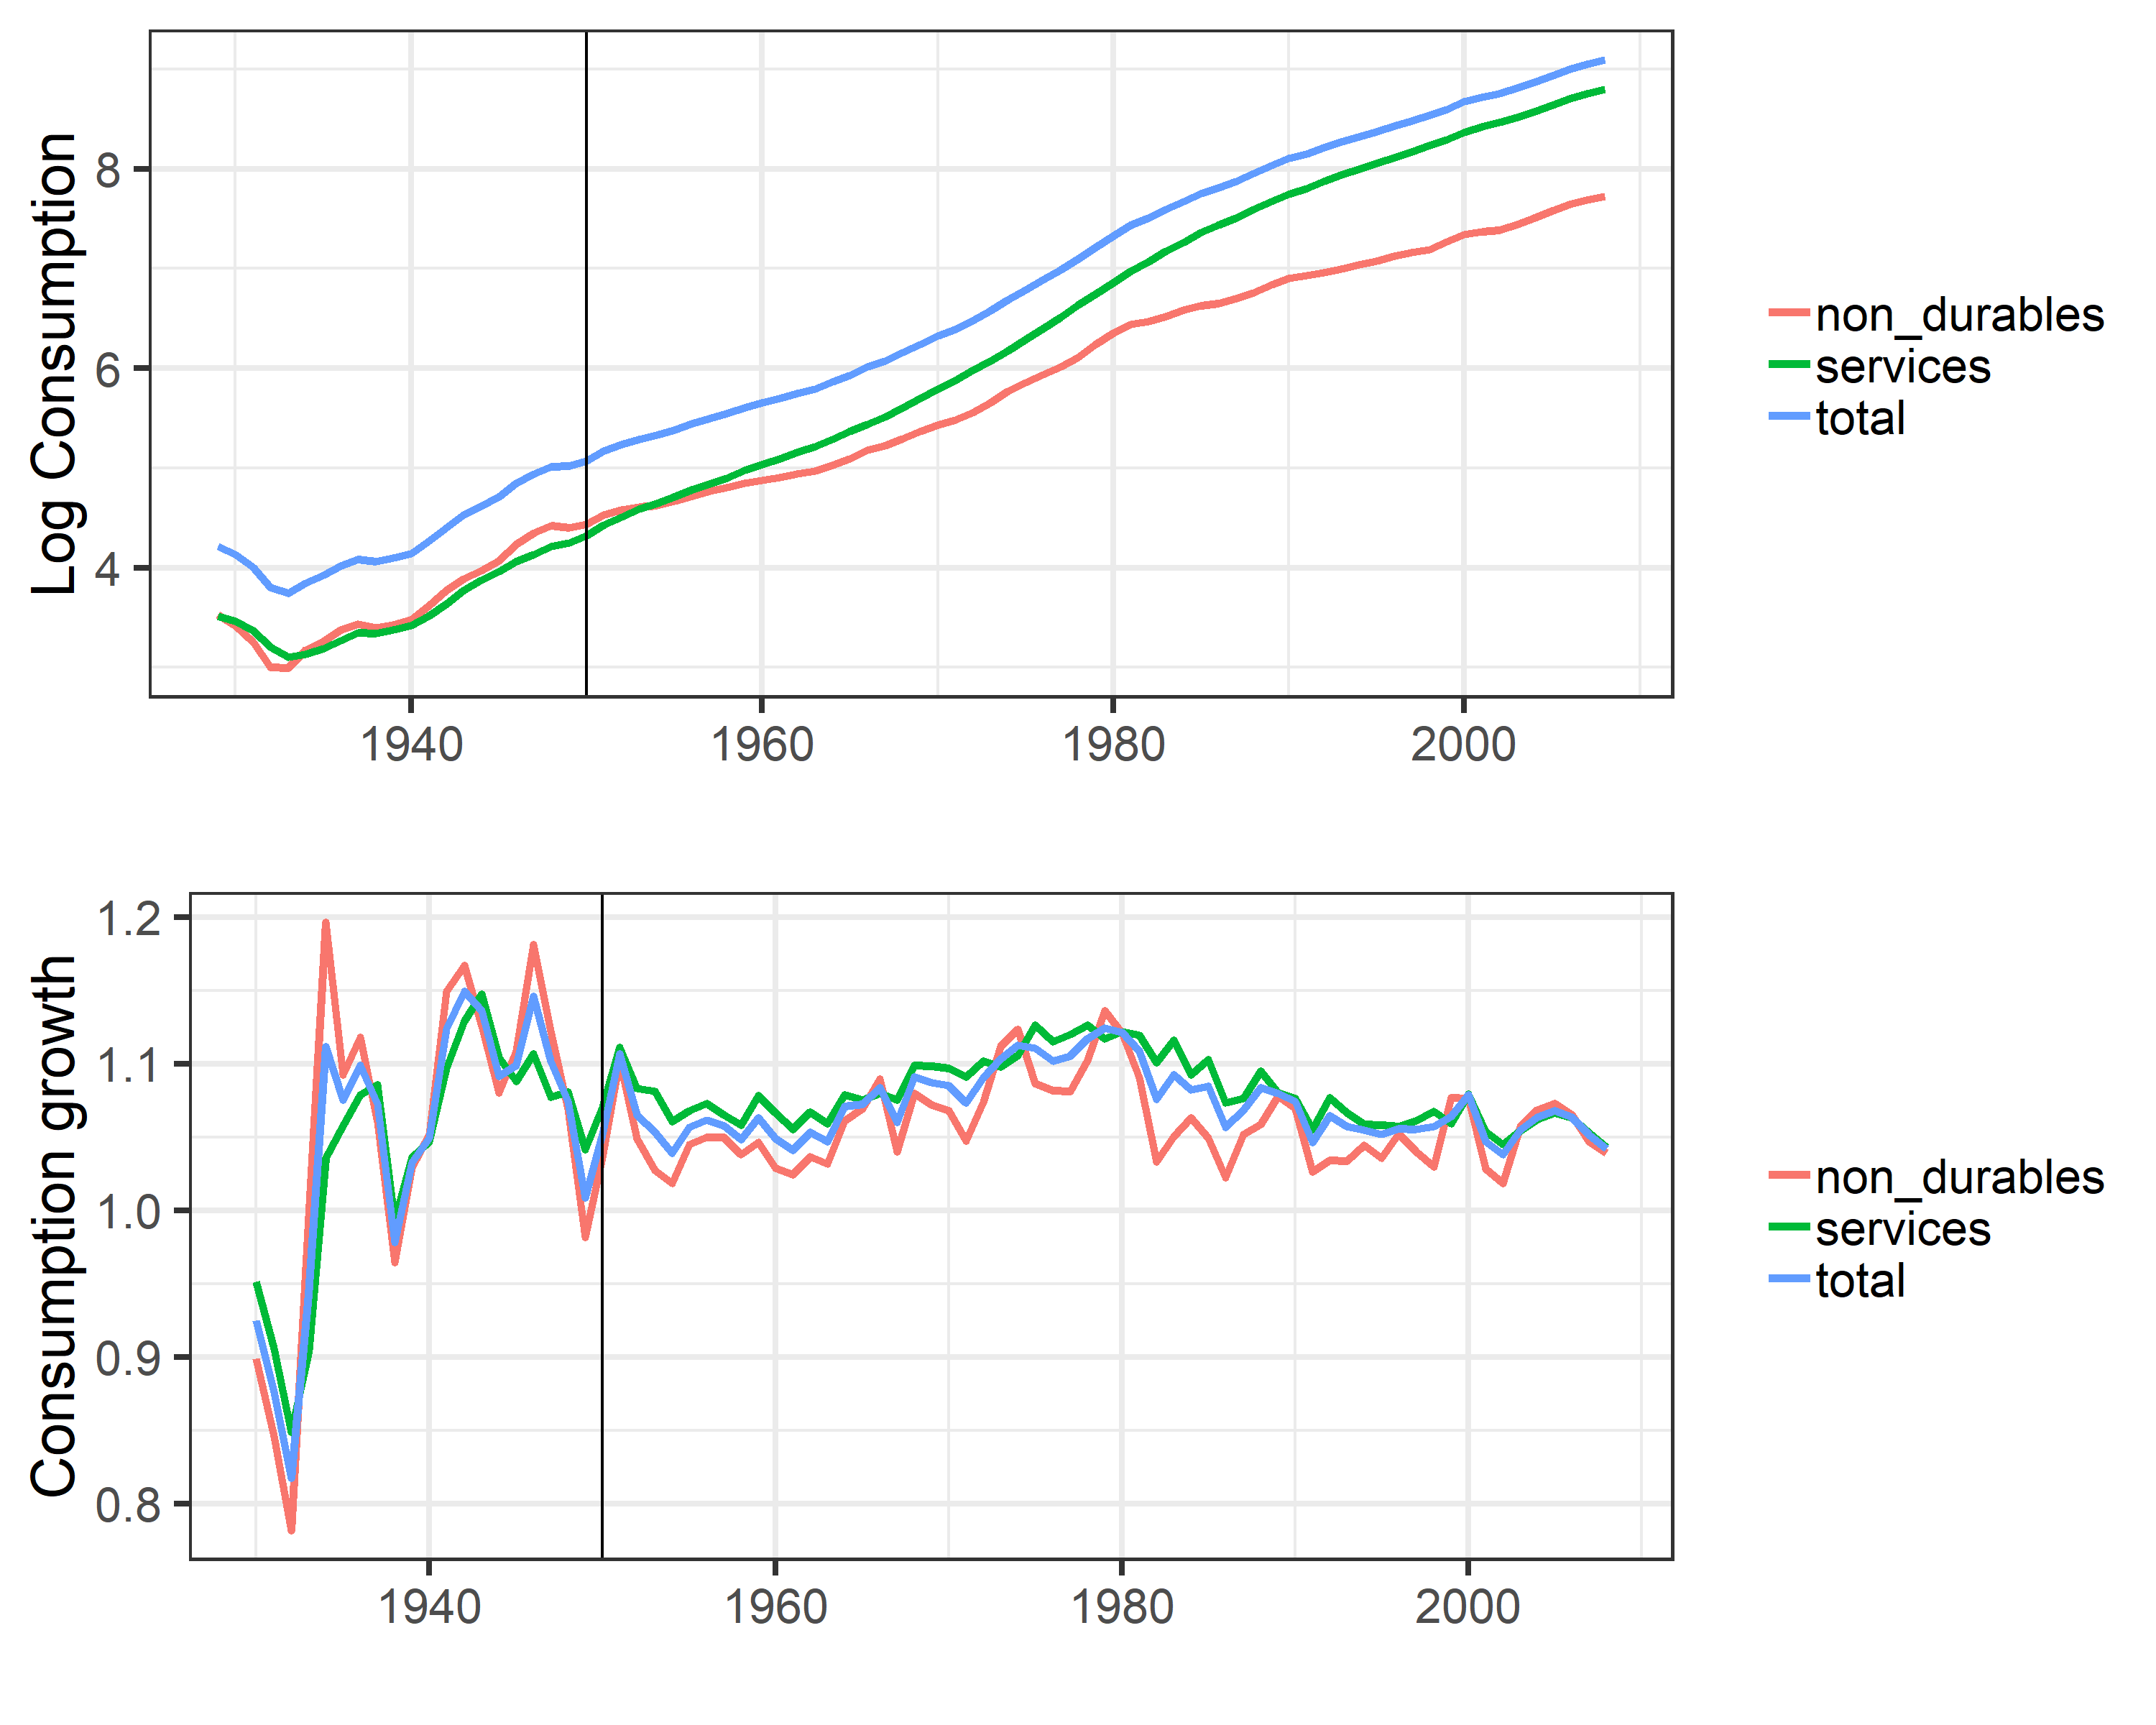 Log Consumption
8
6
4
1940 1960 1980 2000
non_durables
services
total
Consumption growth
1.2
1.1
1.0
0.9
0.8
1940 1960 1980 2000
non_durables
services
total